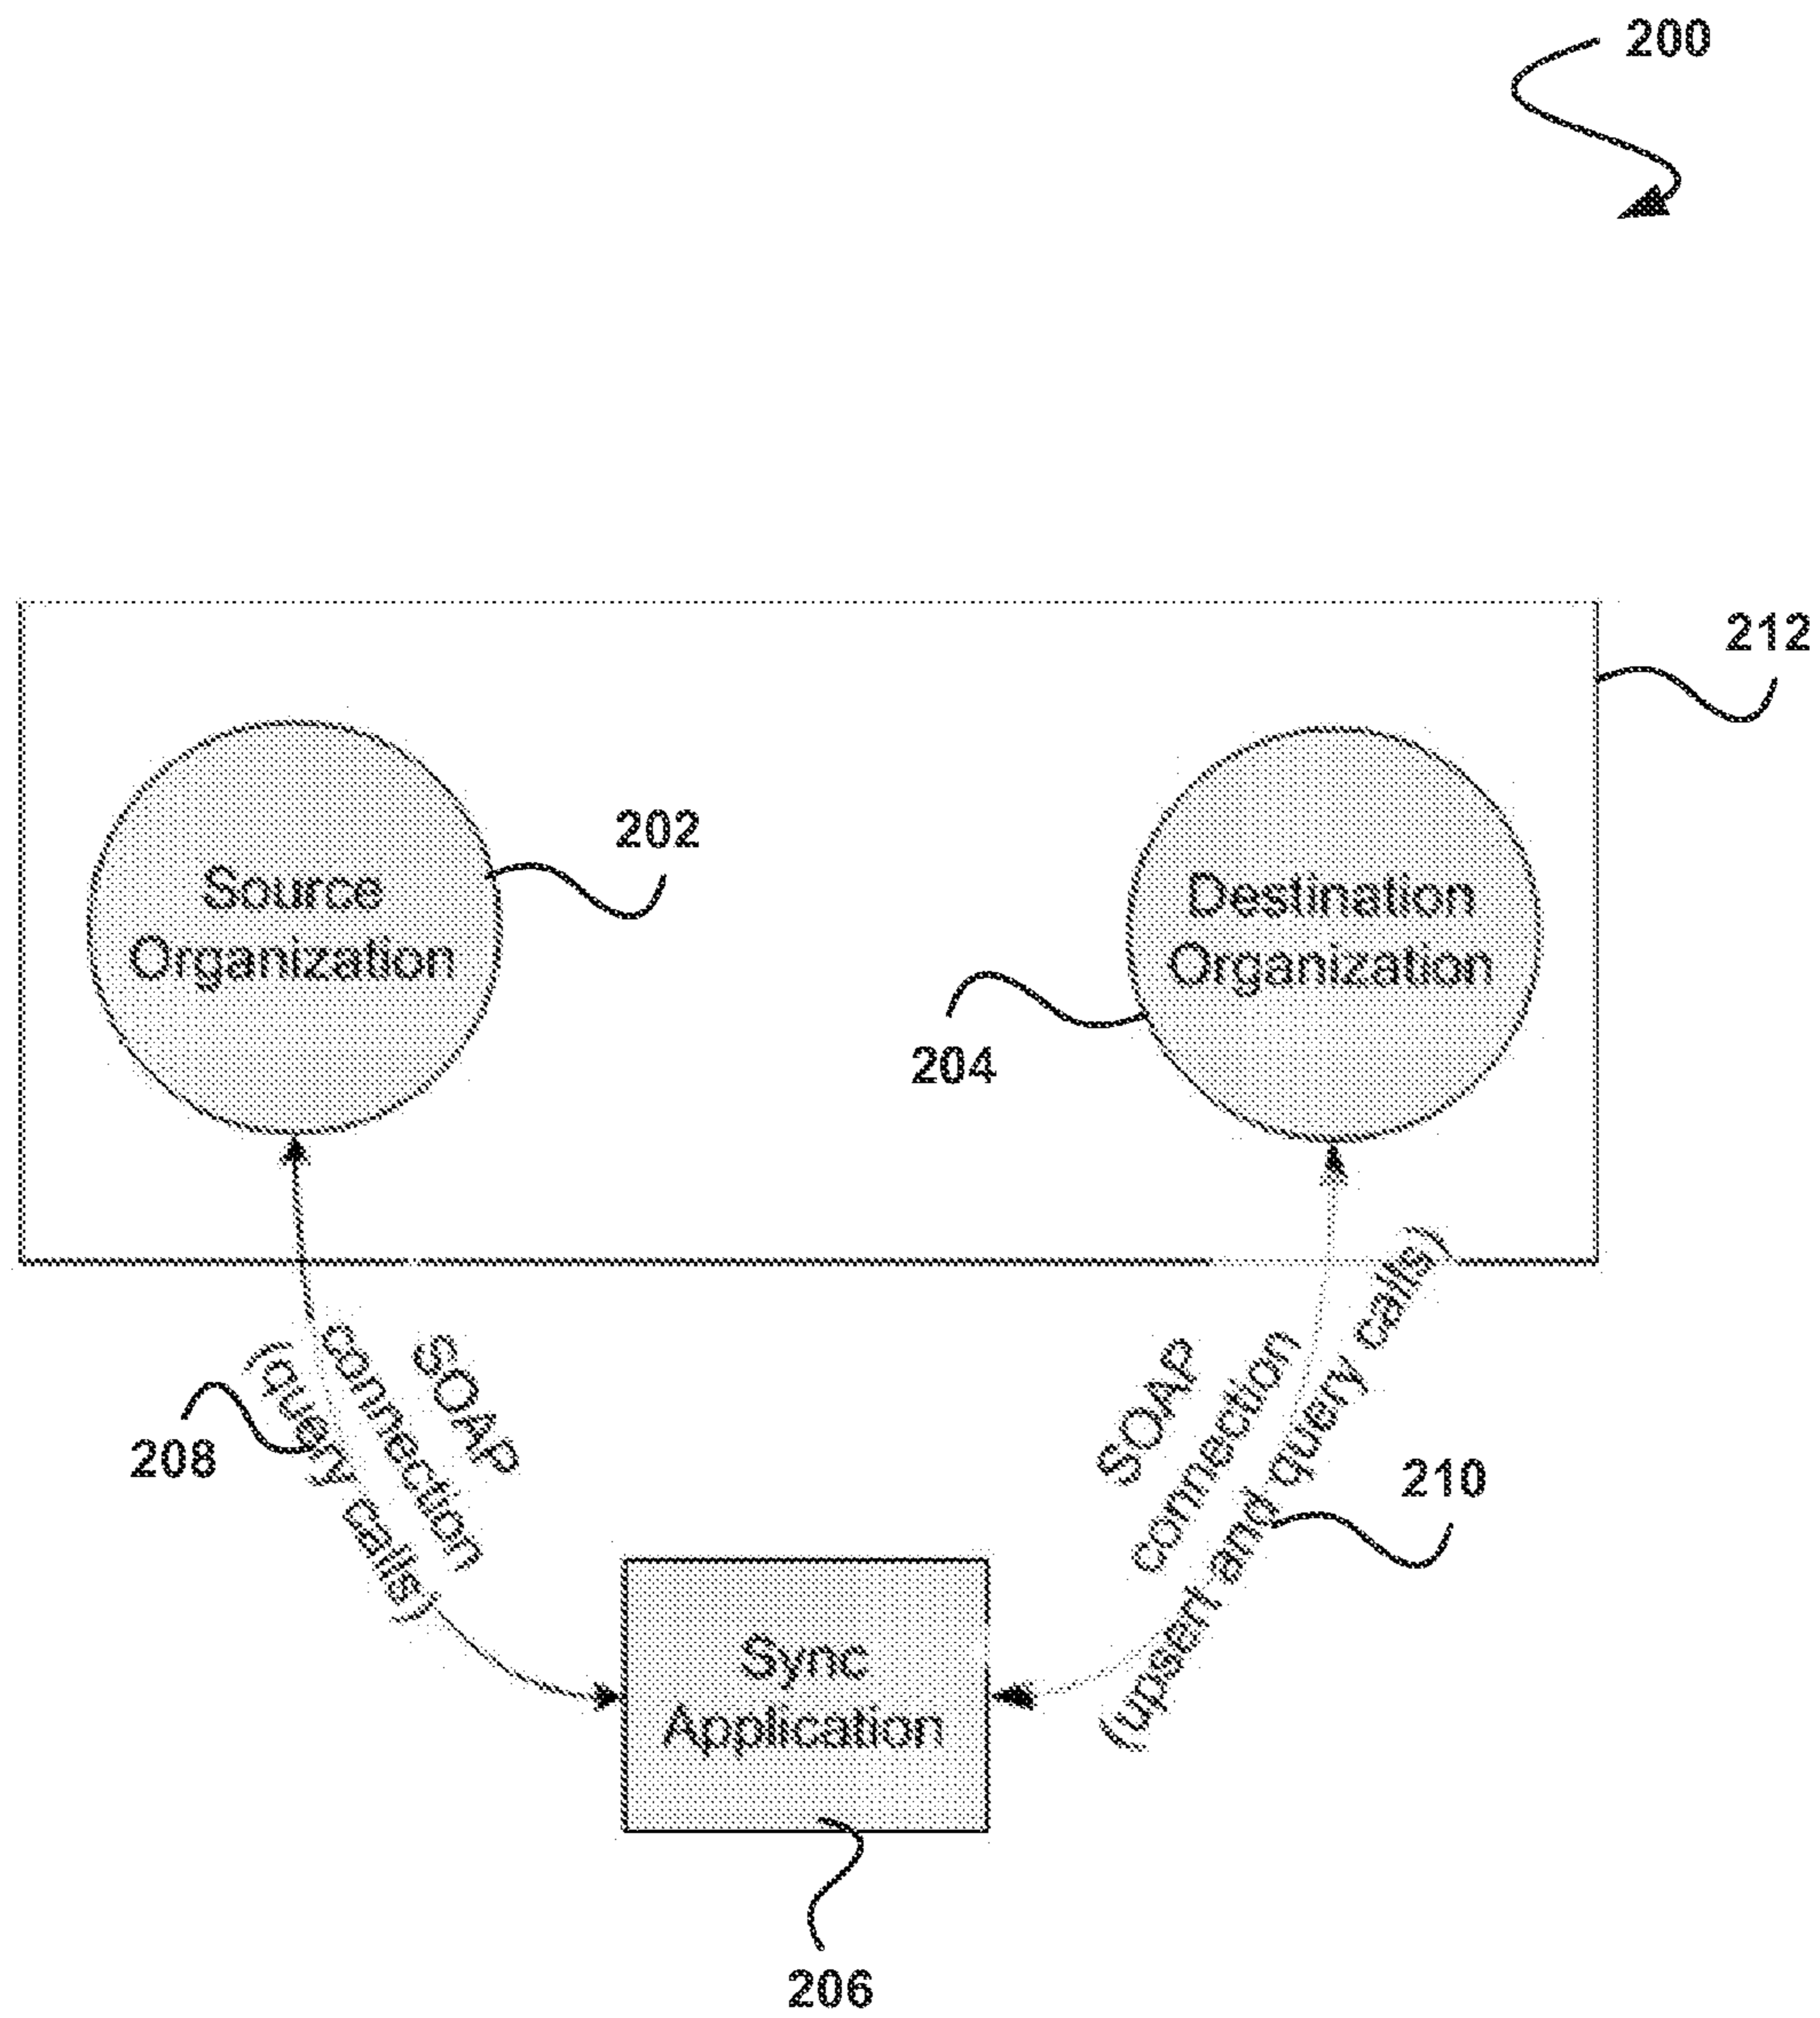 200
212
202
Source
Organization
Destination
Organization
204
SOAP
connection
(query calls)
208
SOAP
connection
(upsert and query calls)
210
Sync
Application
206